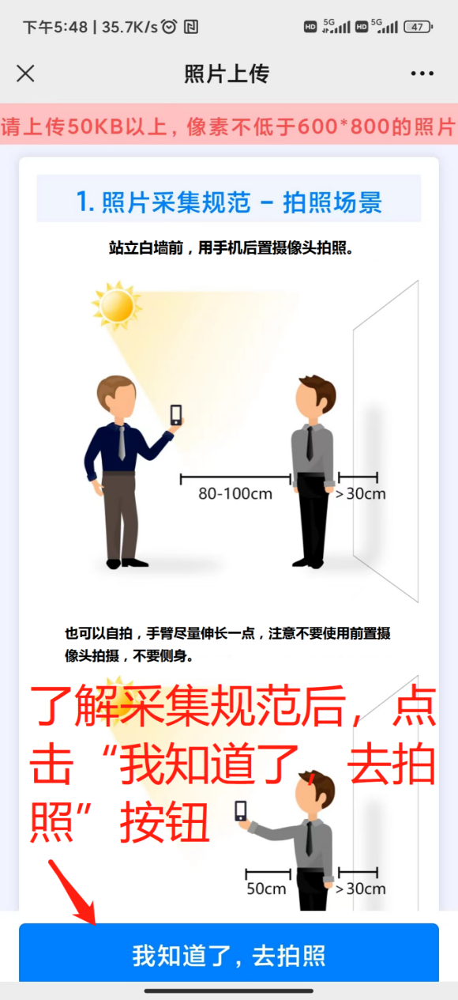 下午5:48 | 35.7K/s HD 5G HD 5G 47
照片上传
请上传50KB以上，像素不低于600*800的照片
1. 照片采集规范 - 拍照场景
站立白墙前，用手机后置摄像头拍照。
80-100cm >30cm
也可以自拍，手臂尽量伸长一点，注意不要使用前置摄
像头拍摄，不要侧身。
了解采集规范后，点
击“我知道了，去拍
照”按钮
50cm >30cm
我知道了，去拍照